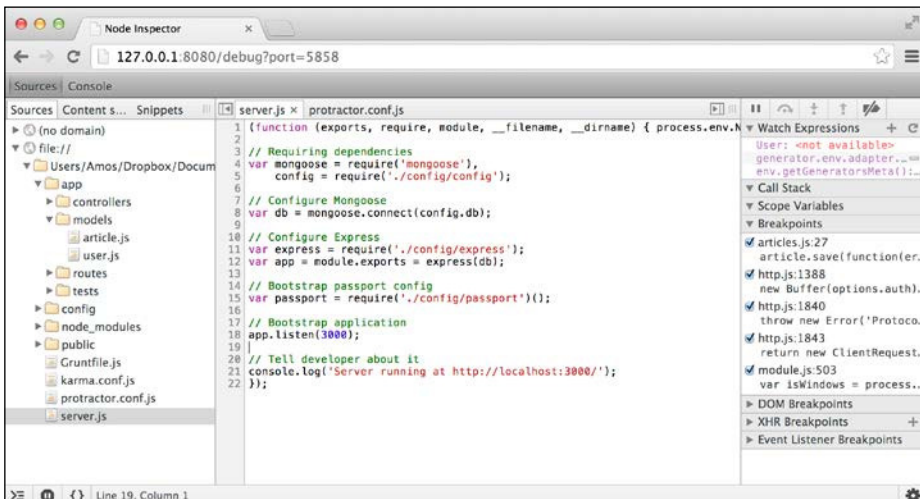 Node Inspector
127.0.0.1:8080/debug?port=5858
Sources Console
Sources Content s... Snippets
(no domain)
file://
Users/Amos/Dropbox/Docum
app
controllers
models
article.js
user.js
routes
tests
config
node_modules
public
Gruntfile.js
karma.conf.js
protractor.conf.js
server.js
server.js × protractor.conf.js
1 (function (exports, require, module, __filename, __dirname) { process.env.N
2
3 // Requiring dependencies
4 var mongoose = require('mongoose'),
5 config = require('./config/config');
6
7 // Configure Mongoose
8 var db = mongoose.connect(config.db);
9
10 // Configure Express
11 var express = require('./config/express');
12 var app = module.exports = express(db);
13
14 // Bootstrap passport config
15 var passport = require('./config/passport')();
16
17 // Bootstrap application
18 app.listen(3000);
19
20 // Tell developer about it
21 console.log('Server running at http://localhost:3000/');
22 });
Watch Expressions
User: <not available>
generator.env.adapter...
env.getGeneratorsMeta():...
Call Stack
Scope Variables
Breakpoints
articles.js:27
article.save(function(er.
http.js:1388
new Buffer(options.auth).
http.js:1840
throw new Error('Protoco.
http.js:1843
return new ClientRequest.
module.js:503
var isWindows = process..
DOM Breakpoints
XHR Breakpoints
Event Listener Breakpoints
{} Line 19, Column 1